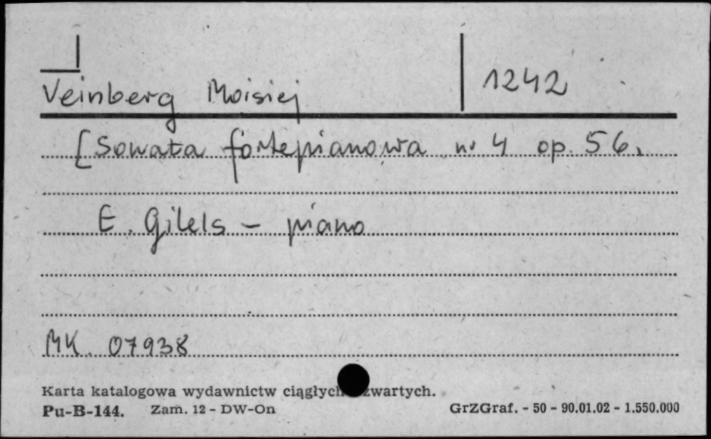 Veinberg Moisiej 1242
[Sonata fortepianowa nr 4 op. 56.
E. Gilels - piano
MK 07938
Karta katalogowa wydawnictw ciągłych zwartych.
Pu-B-144. Zam. 12 - DW-On GrZGraf. - 50 - 90.01.02 - 1.550.000